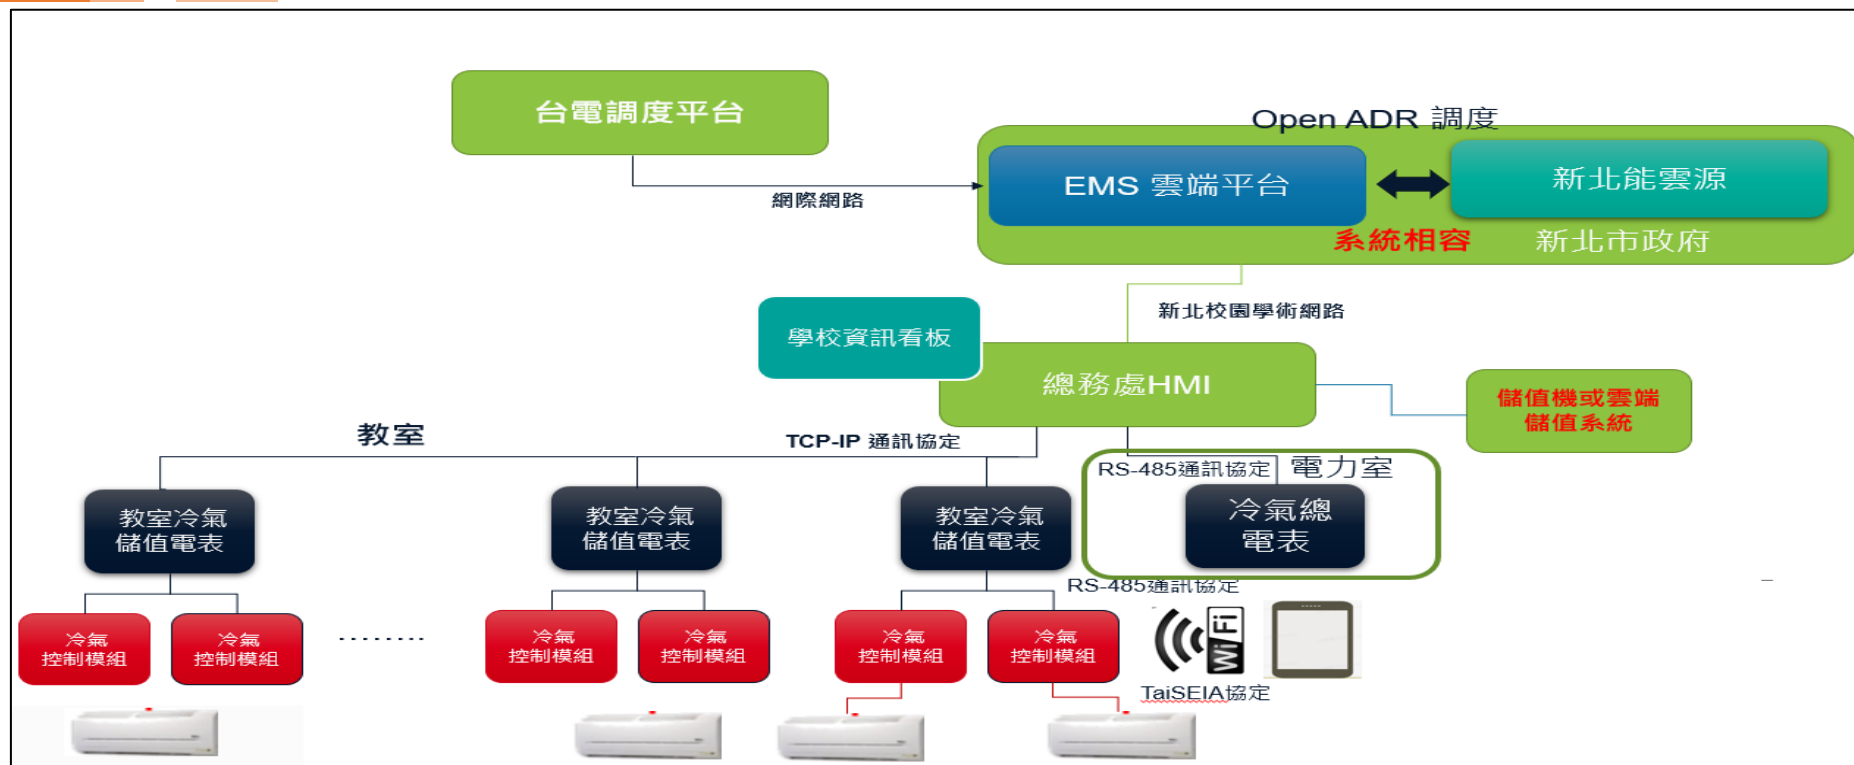 台電調度平台
Open ADR 調度
EMS 雲端平台
新北能雲源
網際網路
系統相容
新北市政府
新北校園學術網路
學校資訊看板
總務處HMI
儲值機或雲端
儲值系統
教室
TCP-IP 通訊協定
RS-485通訊協定
電力室
教室冷氣
儲值電表
教室冷氣
儲值電表
教室冷氣
儲值電表
冷氣總
電表
RS-485通訊協定
冷氣
控制模組
冷氣
控制模組
........
冷氣
控制模組
冷氣
控制模組
冷氣
控制模組
冷氣
控制模組
WiFi
TaiSEIA協定